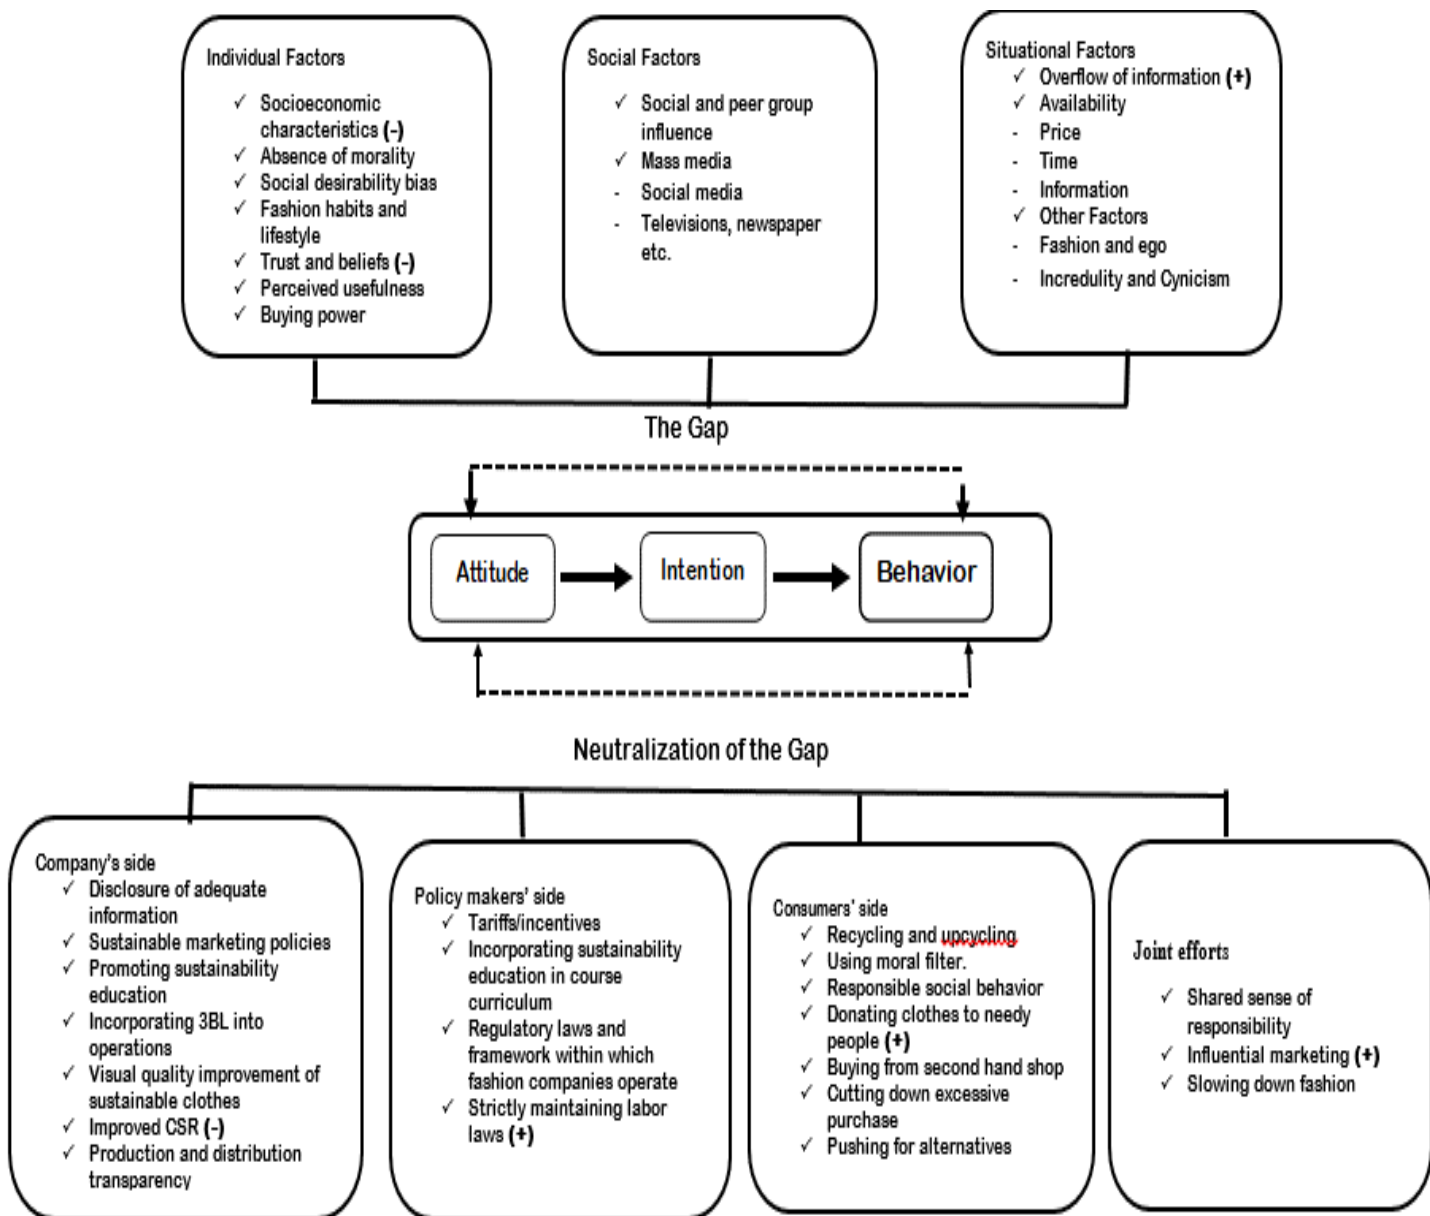 Individual Factors
✓ Socioeconomic
characteristics (-)
✓ Absence of morality
✓ Social desirability bias
✓ Fashion habits and
lifestyle
✓ Trust and beliefs (-)
✓ Perceived usefulness
✓ Buying power
Social Factors
✓ Social and peer group
influence
✓ Mass media
- Social media
- Televisions, newspaper
etc.
Situational Factors
✓ Overflow of information (+)
✓ Availability
- Price
- Time
- Information
✓ Other Factors
- Fashion and ego
- Incredulity and Cynicism
The Gap
Attitude
Intention
Behavior
Neutralization of the Gap
Company's side
✓ Disclosure of adequate
information
✓ Sustainable marketing policies
✓ Promoting sustainability
education
✓ Incorporating 3BL into
operations
✓ Visual quality improvement of
sustainable clothes
✓ Improved CSR (-)
✓ Production and distribution
transparency
Policy makers' side
✓ Tariffs/incentives
✓ Incorporating sustainability
education in course
curriculum
✓ Regulatory laws and
framework within which
fashion companies operate
✓ Strictly maintaining labor
laws (+)
Consumers' side
✓ Recycling and upcycling
✓ Using moral filter.
✓ Responsible social behavior
✓ Donating clothes to needy
people (+)
✓ Buying from second hand shop
✓ Cutting down excessive
purchase
✓ Pushing for alternatives
Joint efforts
✓ Shared sense of
responsibility
✓ Influential marketing (+)
✓ Slowing down fashion